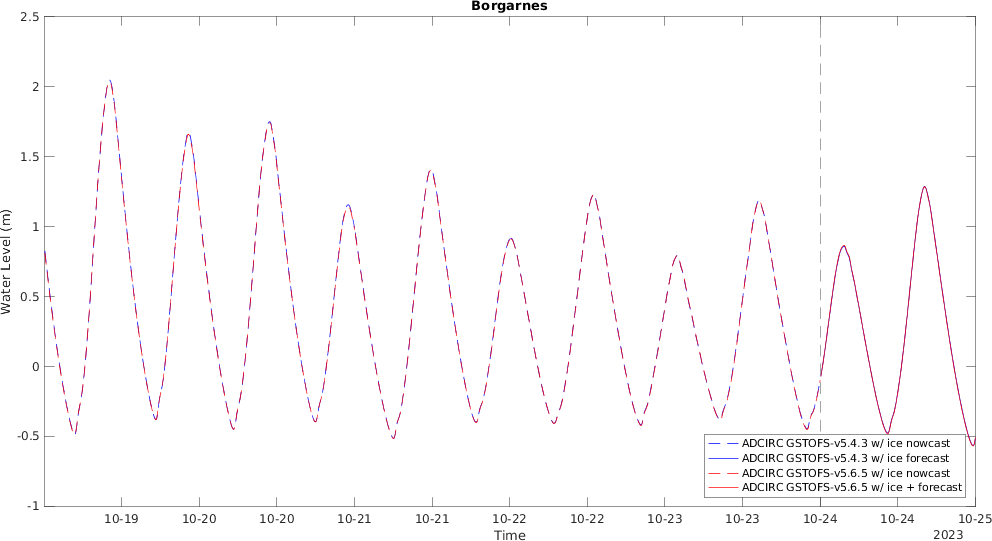 Borgarnes
2.5
2
1.5
1
0.5
0
-0.5
-1
Water Level (m)
ADCIRC GSTOFS-v5.4.3 w/ ice nowcast
ADCIRC GSTOFS-v5.4.3 w/ ice forecast
ADCIRC GSTOFS-v5.6.5 w/ ice nowcast
ADCIRC GSTOFS-v5.6.5 w/ ice + forecast
10-19 10-20 10-20 10-21 10-21 10-22 10-22 10-23 10-23 10-24 10-24 10-25
Time
2023